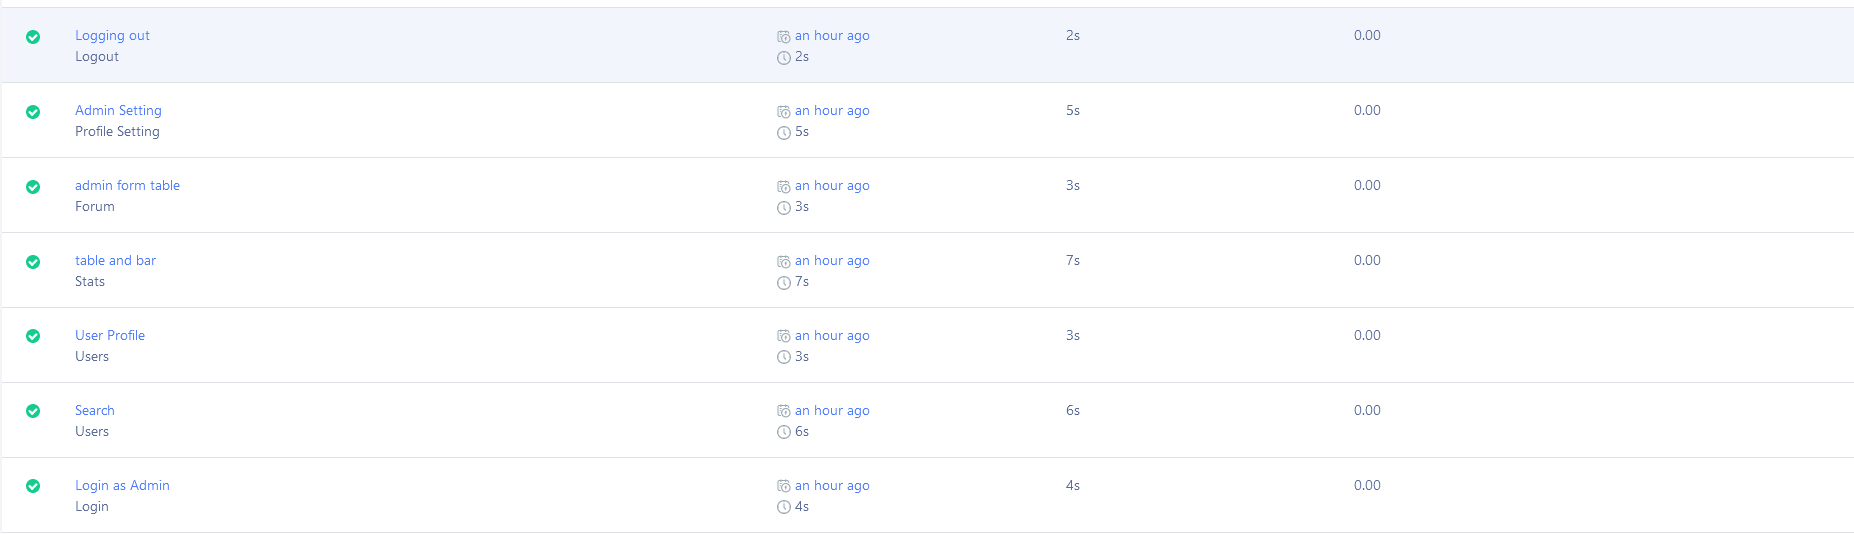 Logging out an hour ago 2s 0.00
Logout 2s
Admin Setting an hour ago 5s 0.00
Profile Setting 5s
admin form table an hour ago 3s 0.00
Forum 3s
table and bar an hour ago 7s 0.00
Stats 7s
User Profile an hour ago 3s 0.00
Users 3s
Search an hour ago 6s 0.00
Users 6s
Login as Admin an hour ago 4s 0.00
Login 4s